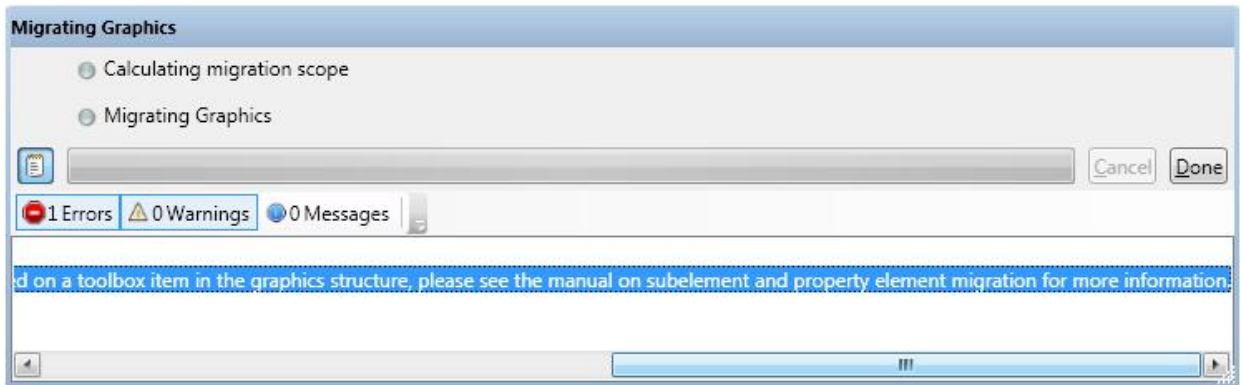 Migrating Graphics
Calculating migration scope
Migrating Graphics
Cancel Done
1 Errors 0 Warnings 0 Messages
ed on a toolbox item in the graphics structure, please see the manual on subelement and property element migration for more information.